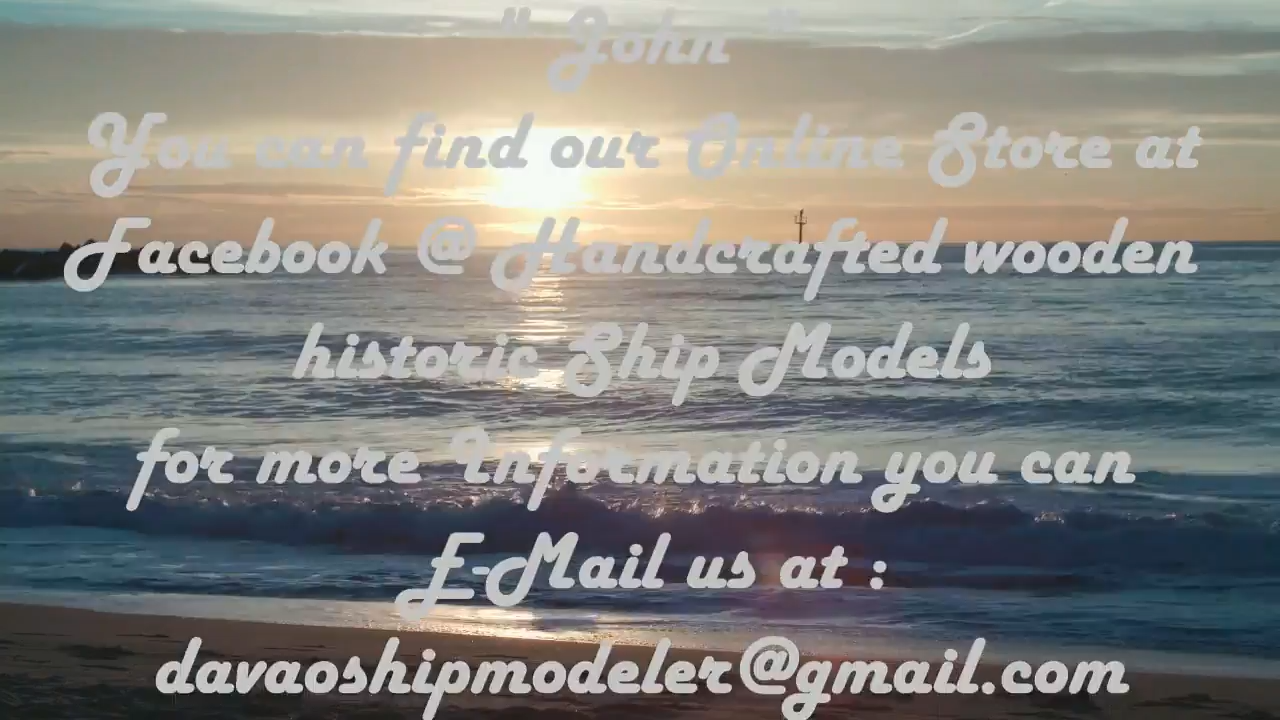 " John "
You can find our Online Store at
Facebook @ Handcrafted wooden
historic Ship Models
for more Information you can
E-Mail us at :
davaoshipmodeler@gmail.com